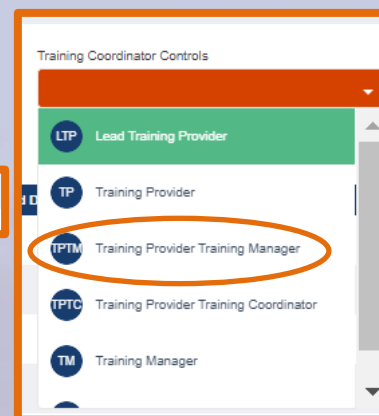 Training Coordinator Controls
LTP Lead Training Provider
TP Training Provider
TPTM Training Provider Training Manager
TPTC Training Provider Training Coordinator
TM Training Manager